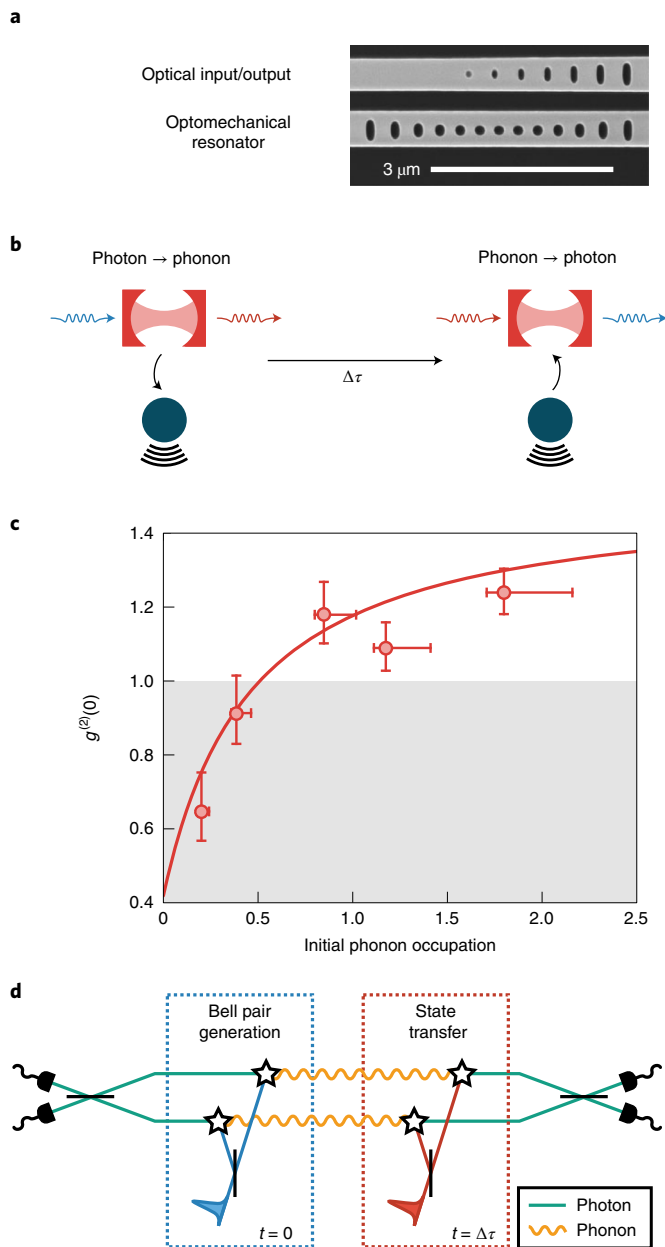 a
Optical input/output
Optomechanical
resonator
3 μm
b
Photon → phonon
Phonon → photon
Δτ
c
1.4
1.2
1.0
0.8
0.6
0.4
g(2)(0)
0
0.5
1.0
1.5
2.0
2.5
Initial phonon occupation
d
Bell pair
generation
State
transfer
t = 0
t = Δτ
Photon
Phonon